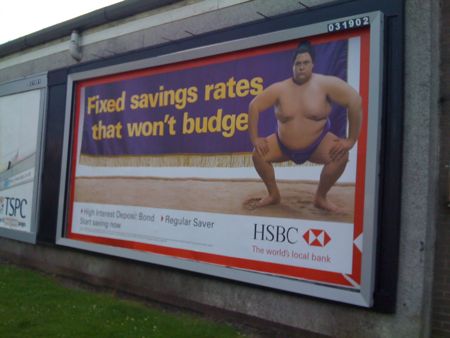 031902
Fixed savings rates
that won't budge
High Interest Deposit Bond Regular Saver
Start saving now
HSBC
The world's local bank
TSPC